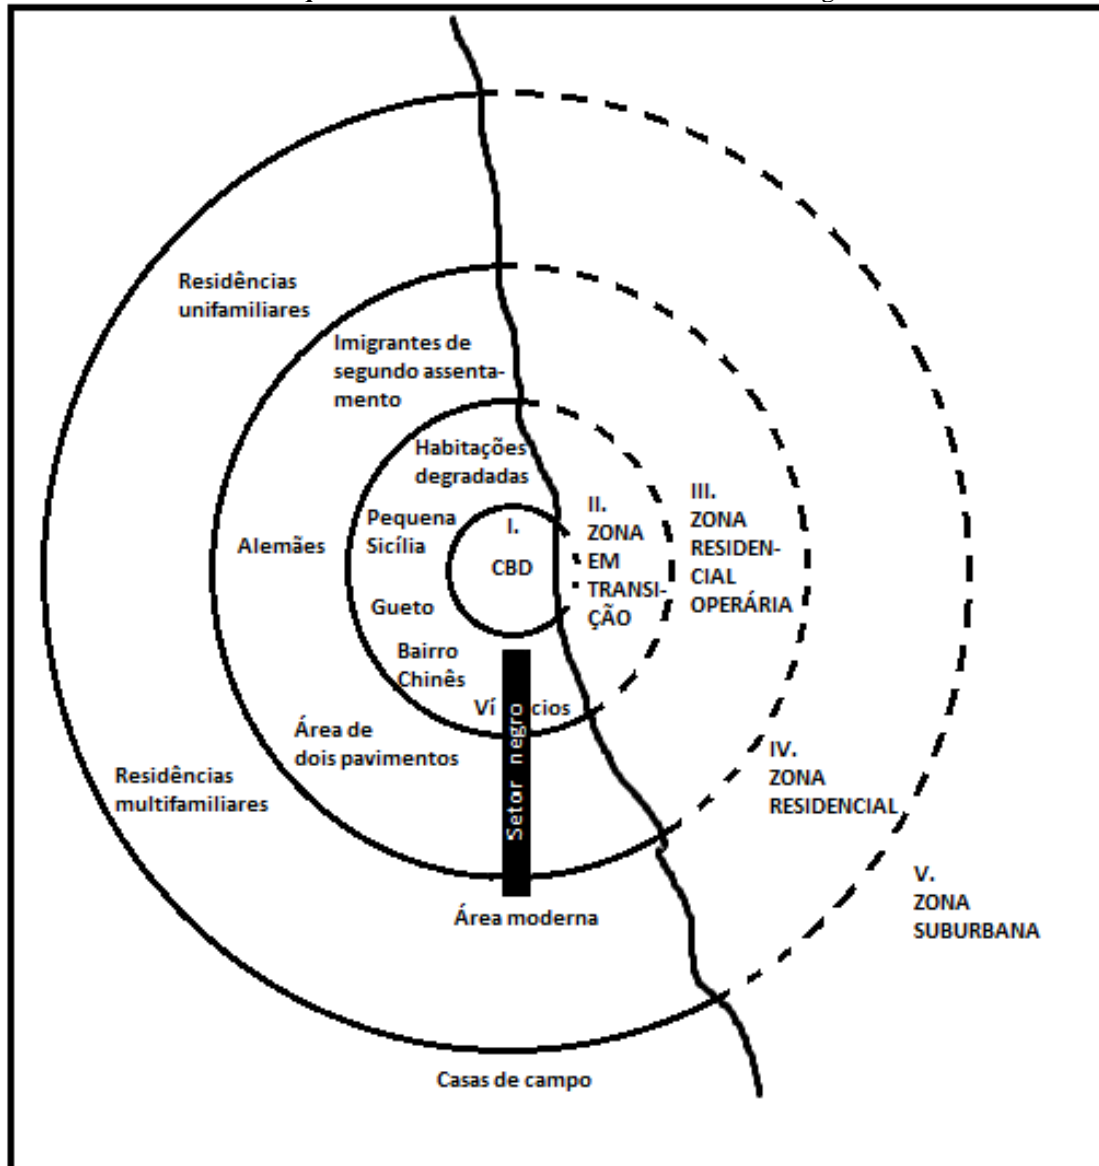 Residências
unifamiliares
Imigrantes de
segundo assenta-
mento
Habitações
degradadas
Pequena
Sicília
Alemães
I.
CBD
II.
ZONA
EM
TRANSI-
ÇÃO
III.
ZONA
RESIDEN-
CIAL
OPERÁRIA
Gueto
Bairro
Chinês
Ví cios
Setor negro
Área de
dois pavimentos
Residências
multifamiliares
IV.
ZONA
RESIDENCIAL
V.
ZONA
SUBURBANA
Área moderna
Casas de campo